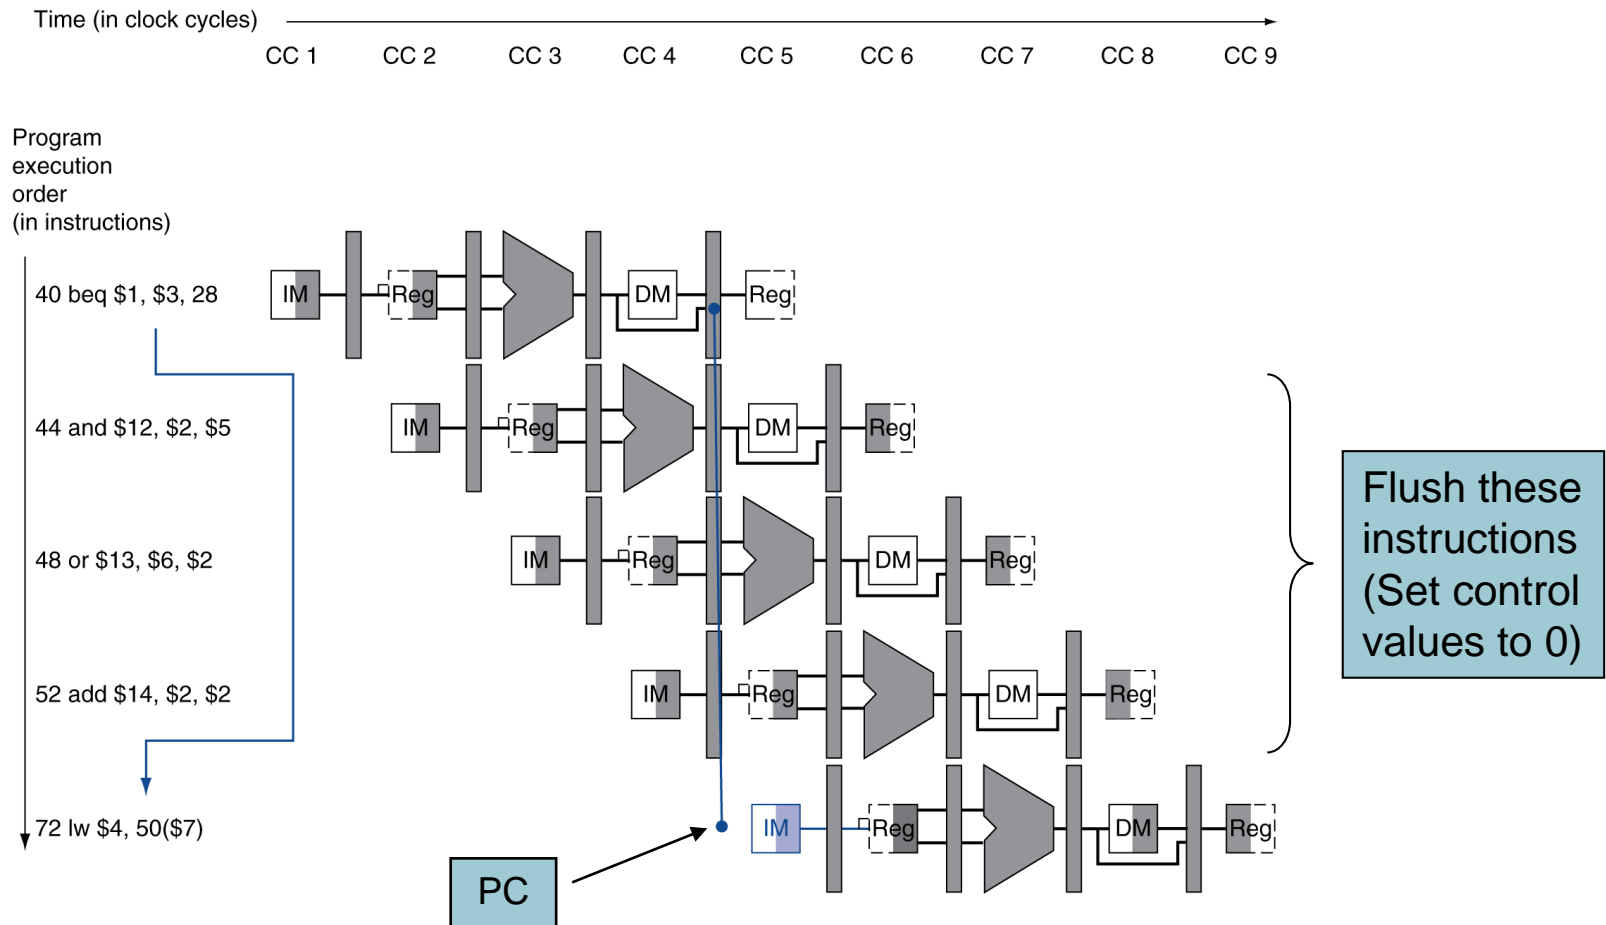 Time (in clock cycles)
CC 1 CC 2 CC 3 CC 4 CC 5 CC 6 CC 7 CC 8 CC 9
Program
execution
order
(in instructions)
40 beq $1, $3, 28
IM Reg DM Reg
44 and $12, $2, $5
IM Reg DM Reg
48 or $13, $6, $2
IM Reg DM Reg
52 add $14, $2, $2
IM Reg DM Reg
72 lw $4, 50($7)
IM Reg DM Reg
PC
Flush these
instructions
(Set control
values to 0)